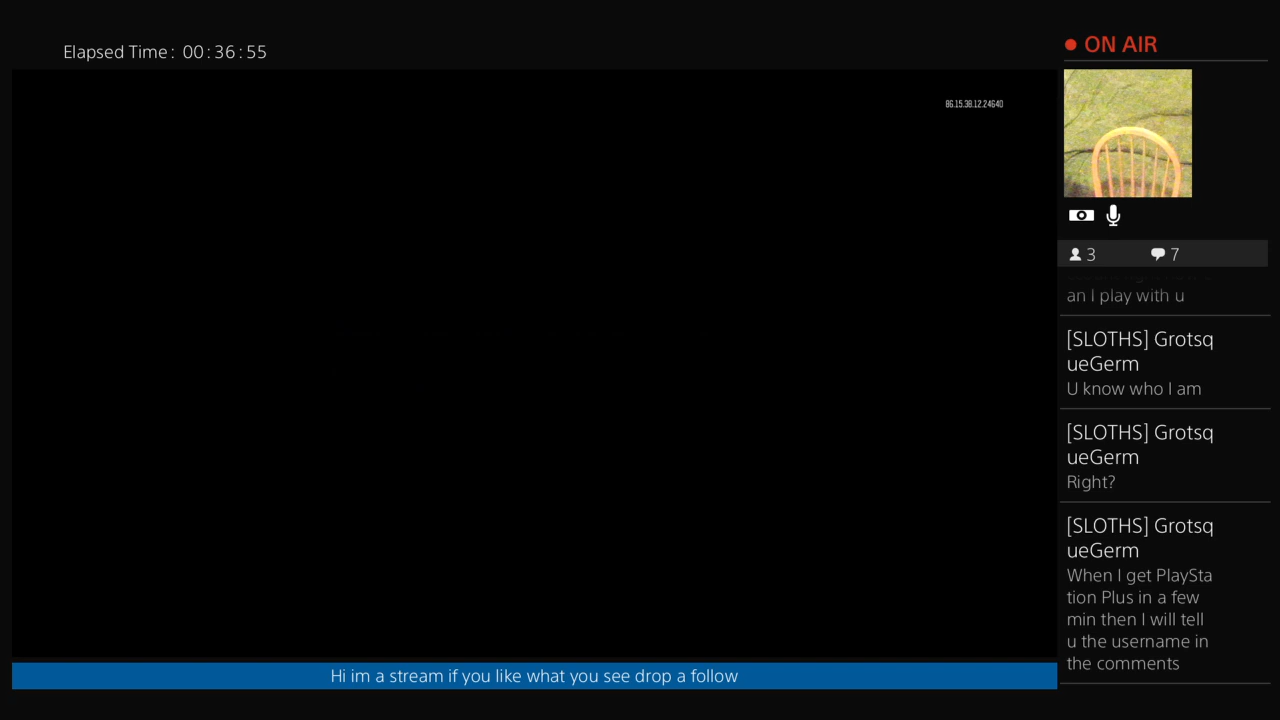 Elapsed Time: 00:36:55
ON AIR
86.15.38.12.24640
3
7
an I play with u
[SLOTHS] Grotsq
ueGerm
U know who I am
[SLOTHS] Grotsq
ueGerm
Right?
[SLOTHS] Grotsq
ueGerm
When I get PlaySta
tion Plus in a few
min then I will tell
u the username in
the comments
Hi im a stream if you like what you see drop a follow